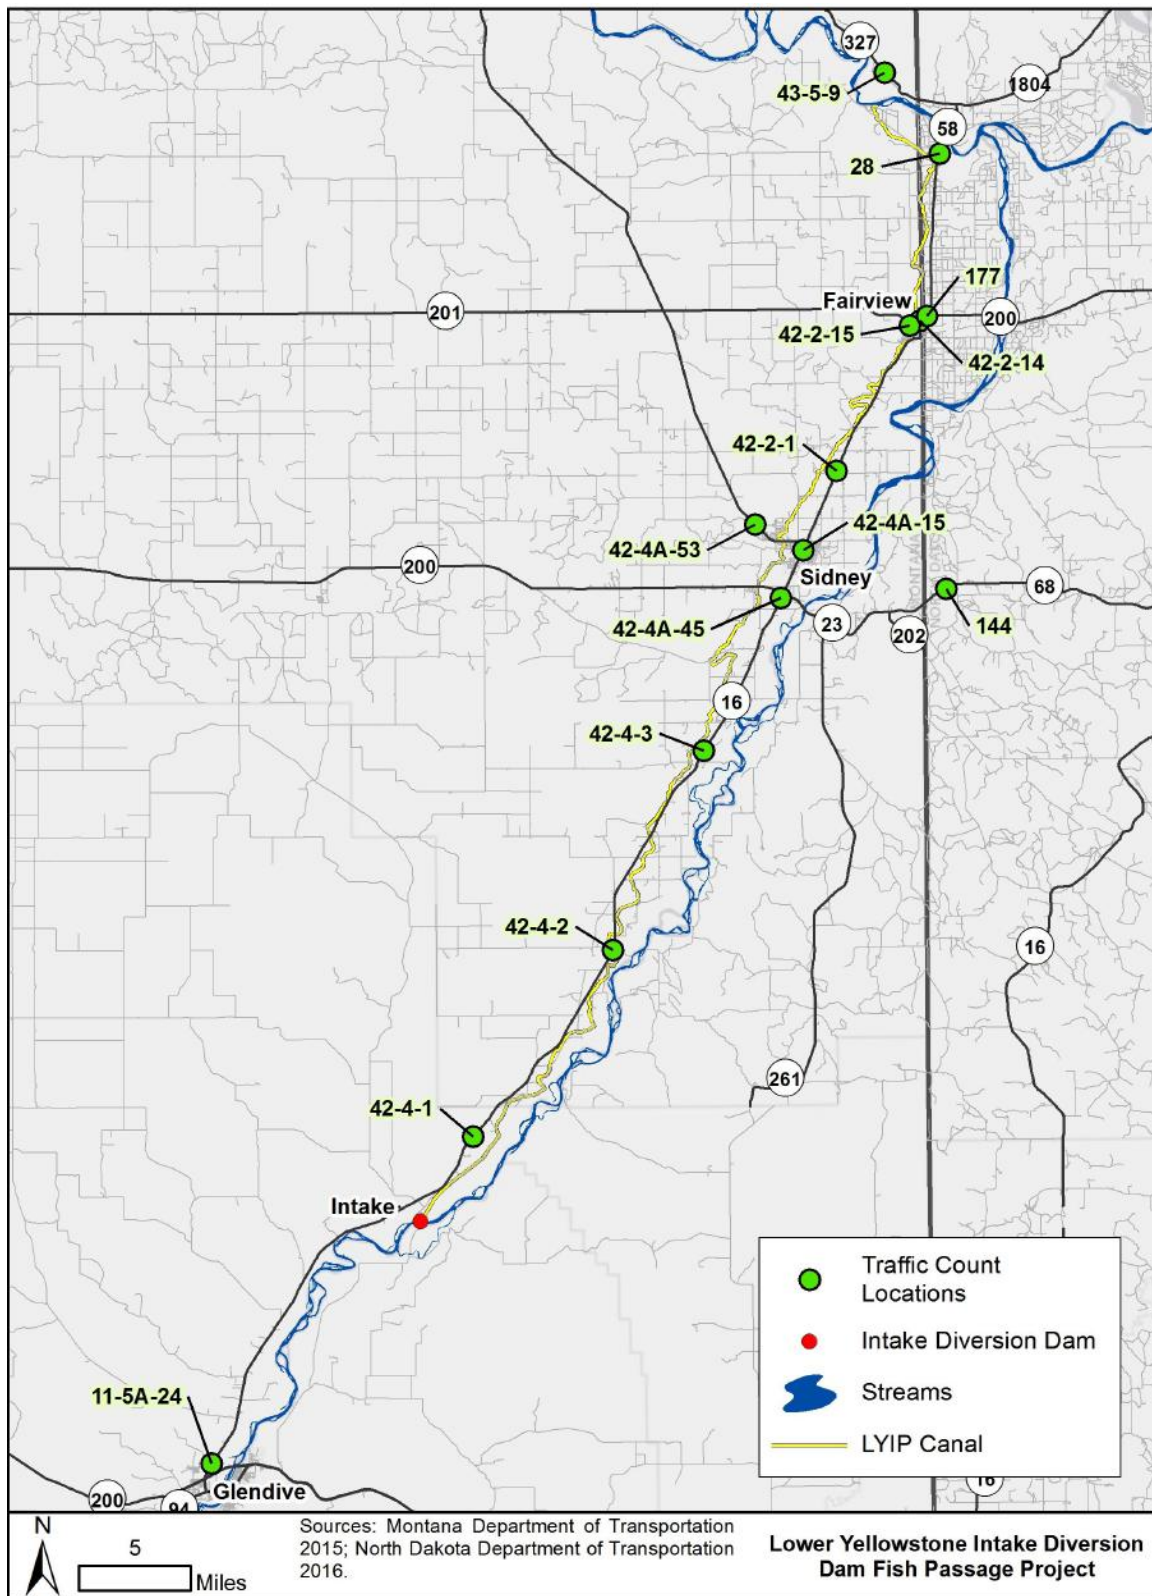 327
43-5-9
1804
58
28
177
Fairview
201
200
42-2-15
42-2-14
42-2-1
42-4A-15
42-4A-53
200
Sidney
68
42-4A-45
23
202
144
16
42-4-3
42-4-2
16
261
42-4-1
Intake
Traffic Count
Locations
Intake Diversion Dam
Streams
LYIP Canal
11-5A-24
Glendive
200
94
16
N
5
Miles
Sources: Montana Department of Transportation
2015; North Dakota Department of Transportation
2016.
Lower Yellowstone Intake Diversion
Dam Fish Passage Project